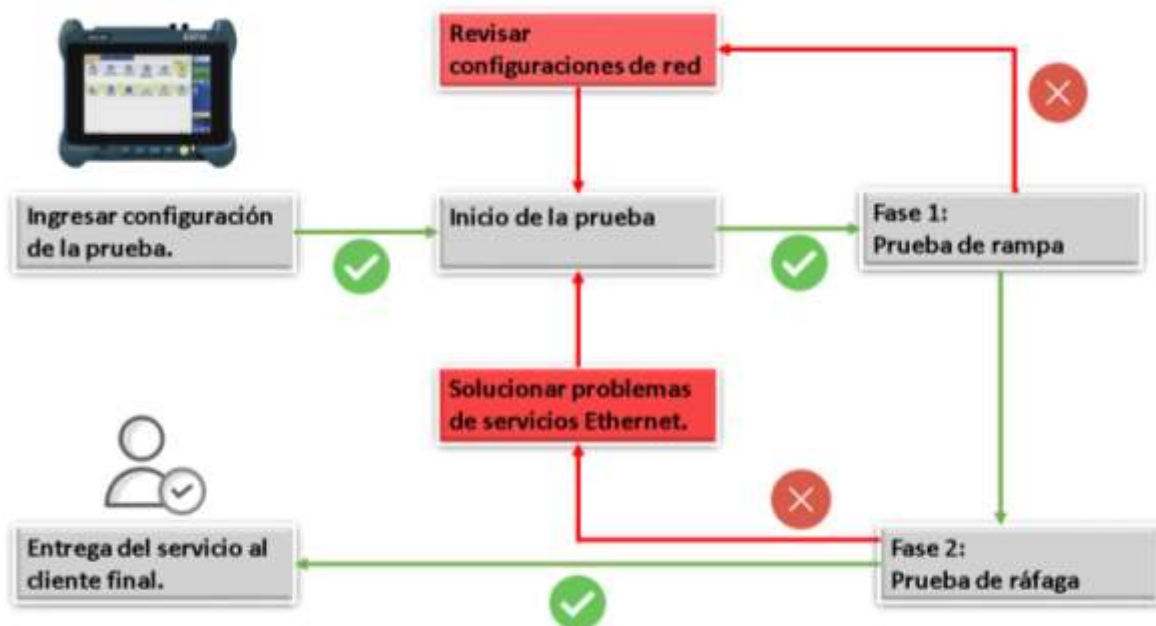 Revisar
configuraciones de red
Ingresar configuración
de la prueba.
Inicio de la prueba
Fase 1:
Prueba de rampa
Solucionar problemas
de servicios Ethernet.
Entrega del servicio al
cliente final.
Fase 2:
Prueba de ráfaga